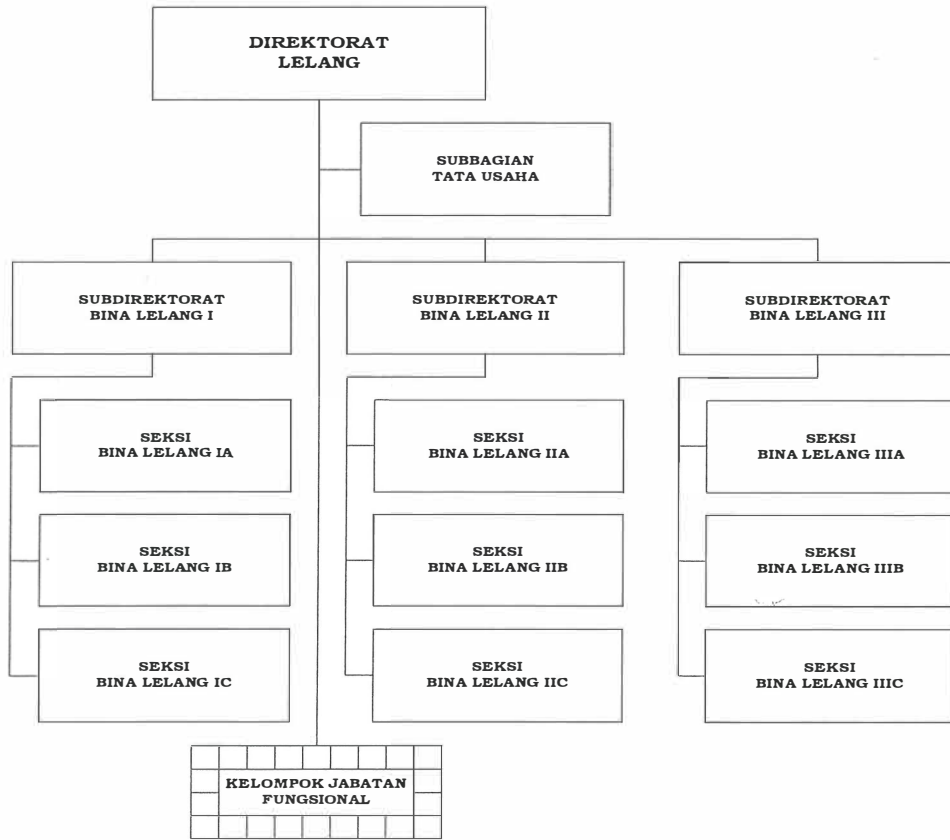 DIREKTORAT
LELANG
SUBBAGIAN
TATA USAHA
SUBDIREKTORAT
BINA LELANG I
SUBDIREKTORAT
BINA LELANG II
SUBDIREKTORAT
BINA LELANG III
SEKSI
BINA LELANG IA
SEKSI
BINA LELANG IIA
SEKSI
BINA LELANG IIIA
SEKSI
BINA LELANG IB
SEKSI
BINA LELANG IIB
SEKSI
BINA LELANG IIIB
SEKSI
BINA LELANG IC
SEKSI
BINA LELANG IIC
SEKSI
BINA LELANG IIIC
KELOMPOK JABATAN
FUNGSIONAL